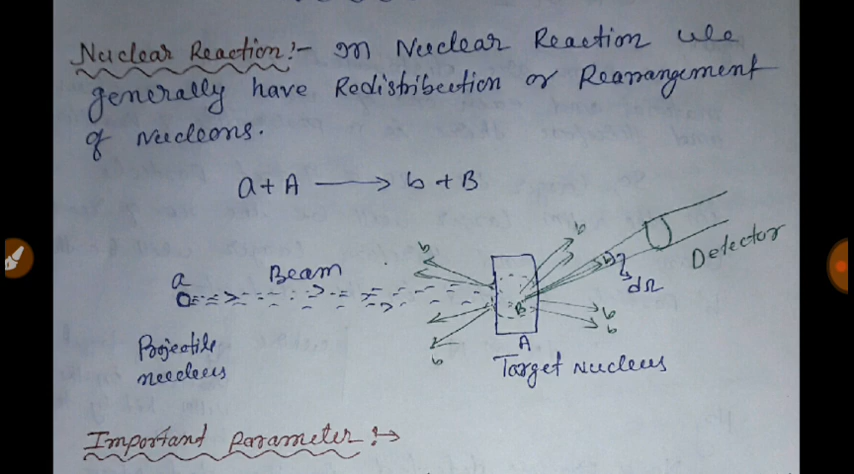 Nuclear Reaction:- In Nuclear Reaction we
generally have Redistribution or Rearrangement
of Nucleons.
a + A ⟶ b + B
b
b
Detector
a
Beam
b
dΩ
B
b
b
Projectile
nucleus
b
A
Target Nucleus
Important parameter :→